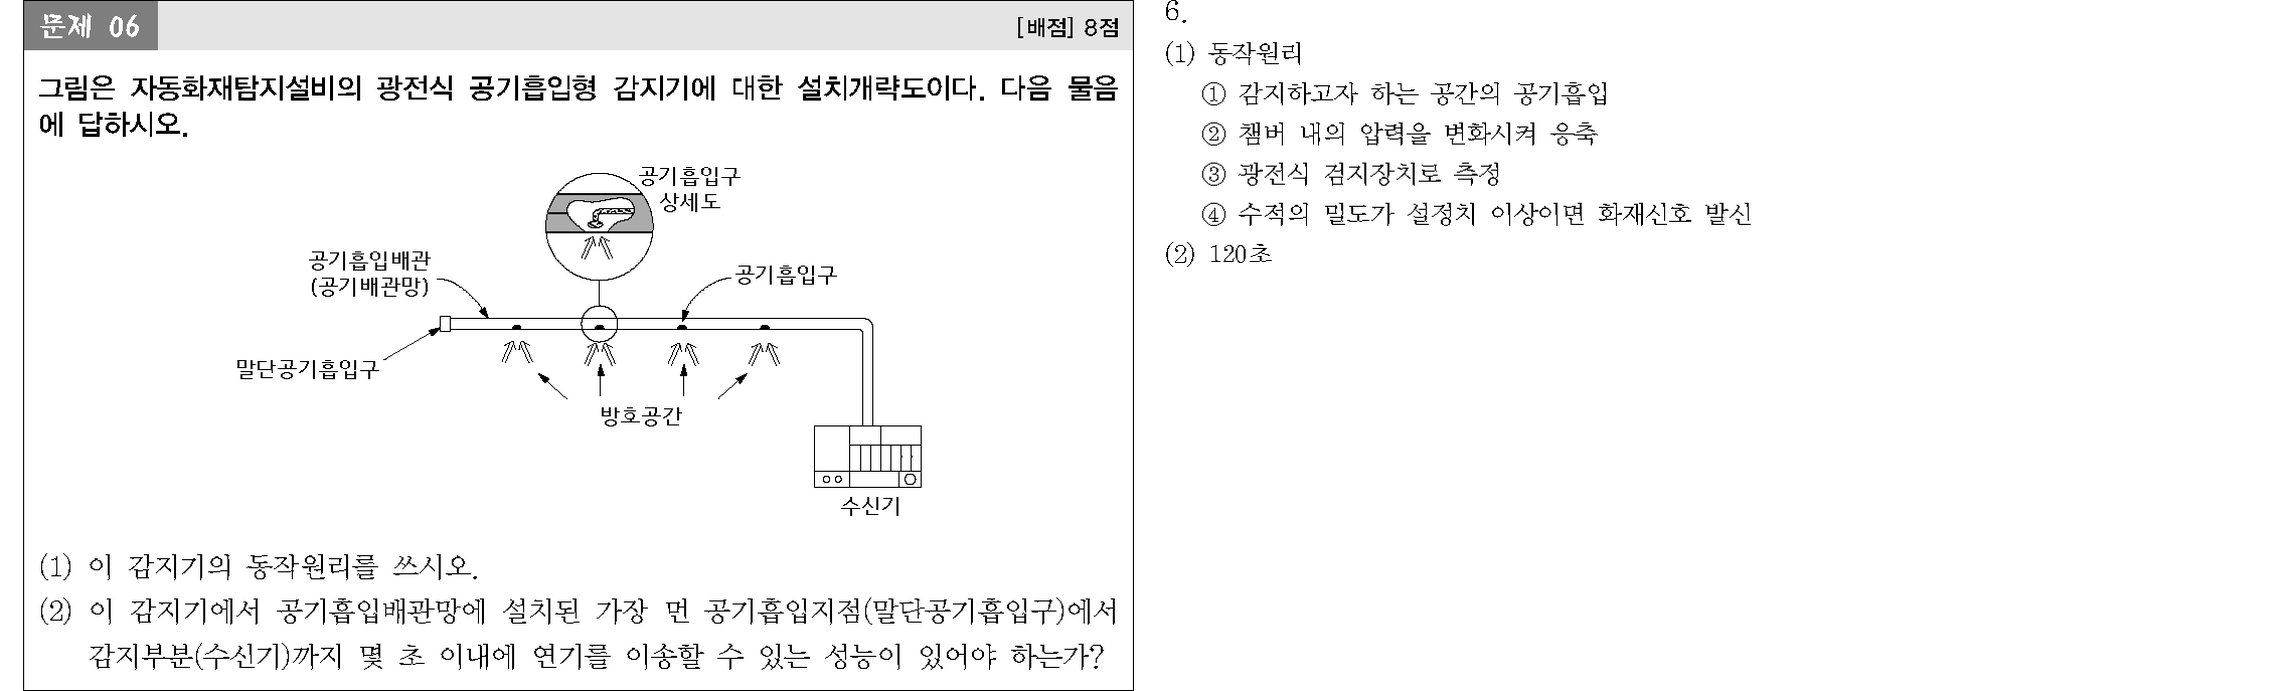 문제 06
[배점] 8점
그림은 자동화재탐지설비의 광전식 공기흡입형 감지기에 대한 설치개략도이다. 다음 물음
에 답하시오.
공기흡입구
상세도
공기흡입배관
(공기배관망)
공기흡입구
말단공기흡입구
방호공간
수신기
(1) 이 감지기의 동작원리를 쓰시오.
(2) 이 감지기에서 공기흡입배관망에 설치된 가장 먼 공기흡입지점(말단공기흡입구)에서
감지부분(수신기)까지 몇 초 이내에 연기를 이송할 수 있는 성능이 있어야 하는가?
6.
(1) 동작원리
① 감지하고자 하는 공간의 공기흡입
② 챔버 내의 압력을 변화시켜 응축
③ 광전식 검지장치로 측정
④ 수적의 밀도가 설정치 이상이면 화재신호 발신
(2) 120초